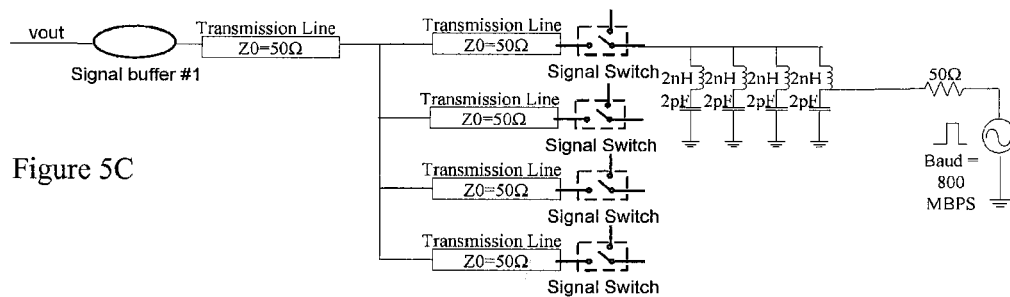 vout
Signal buffer #1
Transmission Line
Z0=50Ω
Transmission Line
Z0=50Ω
Signal Switch
2nH 2nH 2nH 2nH
2pF 2pF 2pF 2pF
50Ω
Baud =
800
MBPS
Transmission Line
Z0=50Ω
Signal Switch
Figure 5C
Transmission Line
Z0=50Ω
Signal Switch
Transmission Line
Z0=50Ω
Signal Switch